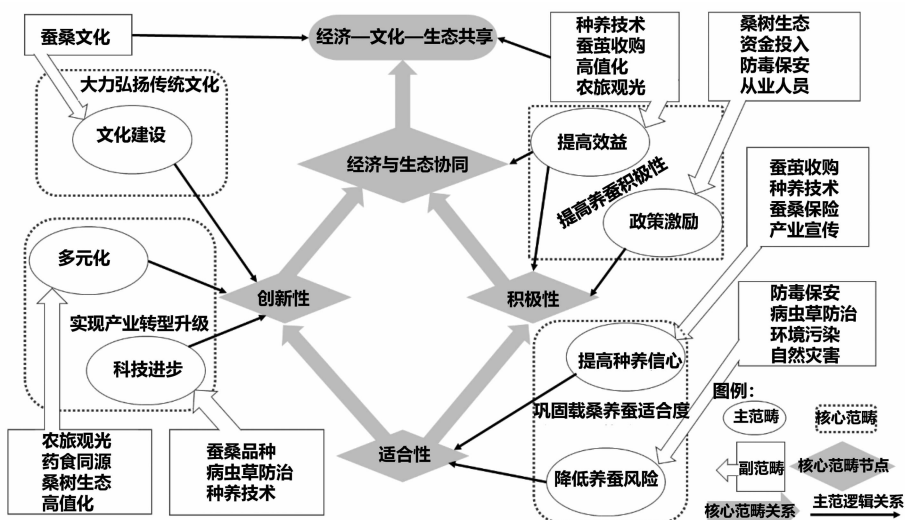 蚕桑文化
经济—文化—生态共享
种养技术
蚕茧收购
高值化
农旅观光
桑树生态
资金投入
防毒保安
从业人员
大力弘扬传统文化
文化建设
经济与生态协同
提高效益
提高养蚕积极性
政策激励
蚕茧收购
种养技术
蚕桑保险
产业宣传
多元化
创新性
积极性
实现产业转型升级
科技进步
防毒保安
病虫草防治
环境污染
自然灾害
提高种养信心
巩固载桑养蚕适合度
适合性
降低养蚕风险
农旅观光
药食同源
桑树生态
高值化
蚕桑品种
病虫草防治
种养技术
图例：
主范畴
核心范畴
副范畴
核心范畴节点
核心范畴关系
主范逻辑关系